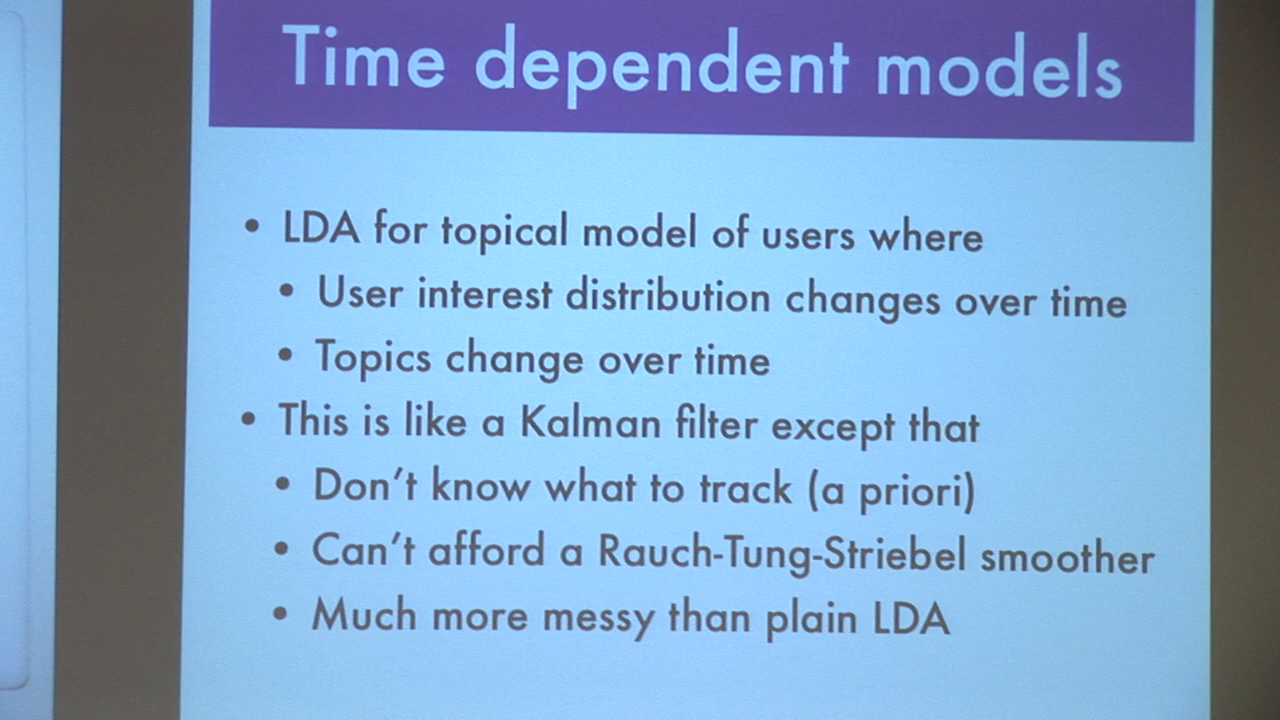 Time dependent models
• LDA for topical model of users where
• User interest distribution changes over time
• Topics change over time
• This is like a Kalman filter except that
• Don't know what to track (a priori)
• Can't afford a Rauch-Tung-Striebel smoother
• Much more messy than plain LDA